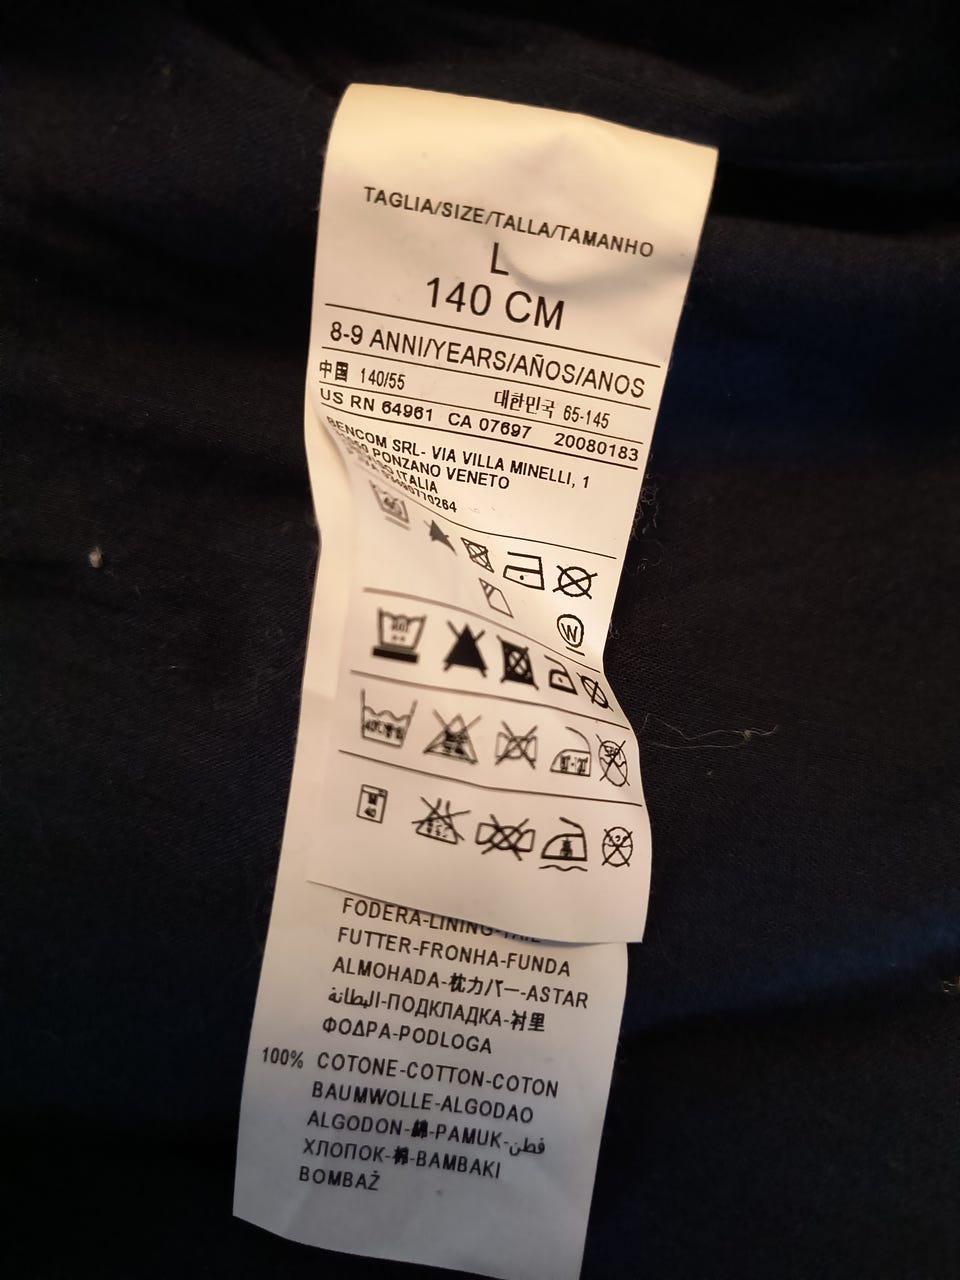 TAGLIA/SIZE/TALLA/TAMANHO
L
140 CM
8-9 ANNI/YEARS/AÑOS/ANOS
中国 140/55 대한민국 65-145
US RN 64961 CA 07697 20080183
BENCOM SRL- VIA VILLA MINELLI, 1
PONZANO VENETO
ITALIA
W
M
40
FODERA-LINING-
FUTTER-FRONHA-FUNDA
ALMOHADA-枕カバー-ASTAR
البطانة-ПОДКЛАДКА-衬里
ΦΟΔΡΑ-PODLOGA
100% COTONE-COTTON-COTON
BAUMWOLLE-ALGODAO
ALGODON-綿-PAMUK-قطن
ХЛОПОК-棉-BAMBAKI
BOMBAŽ